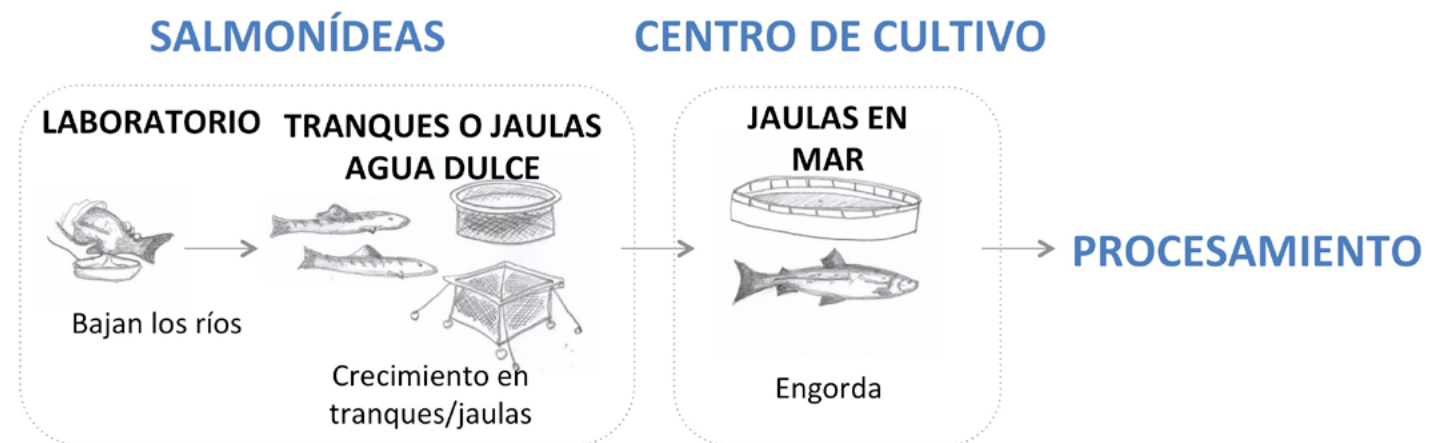 SALMONÍDEAS
CENTRO DE CULTIVO
LABORATORIO
TRANQUES O JAULAS
AGUA DULCE
Bajan los ríos
Crecimiento en
tranques/jaulas
JAULAS EN
MAR
Engorda
PROCESAMIENTO